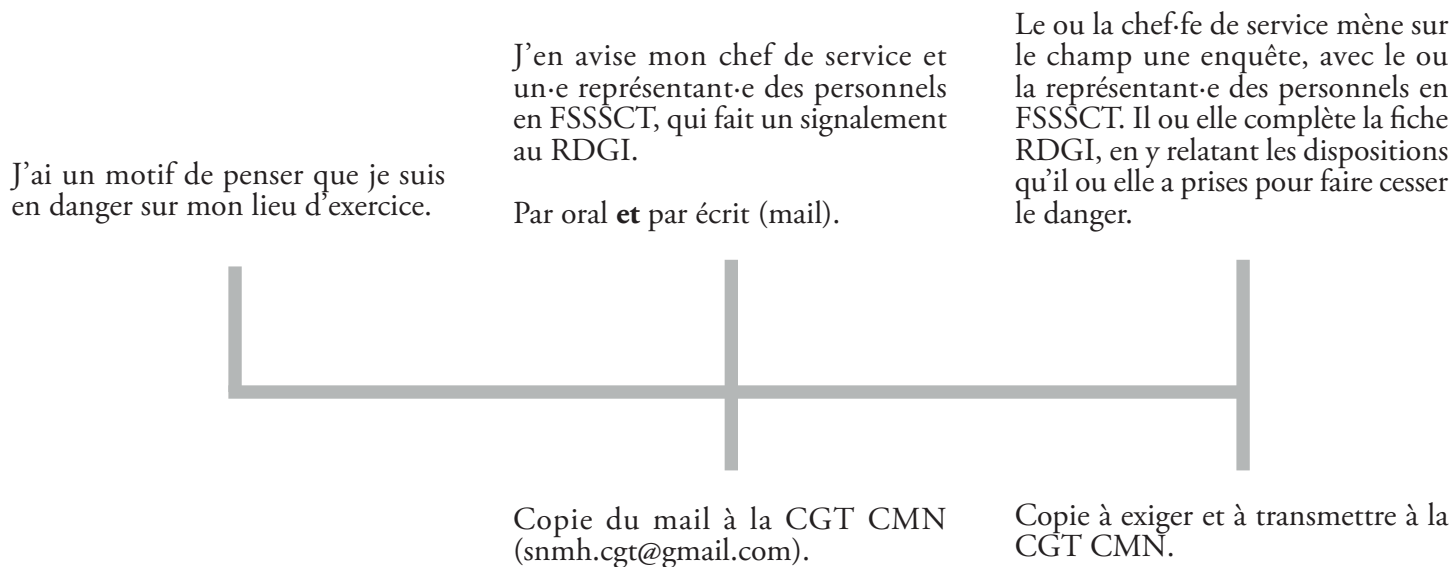 J’ai un motif de penser que je suis
en danger sur mon lieu d’exercice.
J’en avise mon chef de service et
un·e représentant·e des personnels
en FSSSCT, qui fait un signalement
au RDGI.
Par oral et par écrit (mail).
Le ou la chef·fe de service mène sur
le champ une enquête, avec le ou
la représentant·e des personnels en
FSSSCT. Il ou elle complète la fiche
RDGI, en y relatant les dispositions
qu’il ou elle a prises pour faire cesser
le danger.
Copie du mail à la CGT CMN
(snmh.cgt@gmail.com).
Copie à exiger et à transmettre à la
CGT CMN.